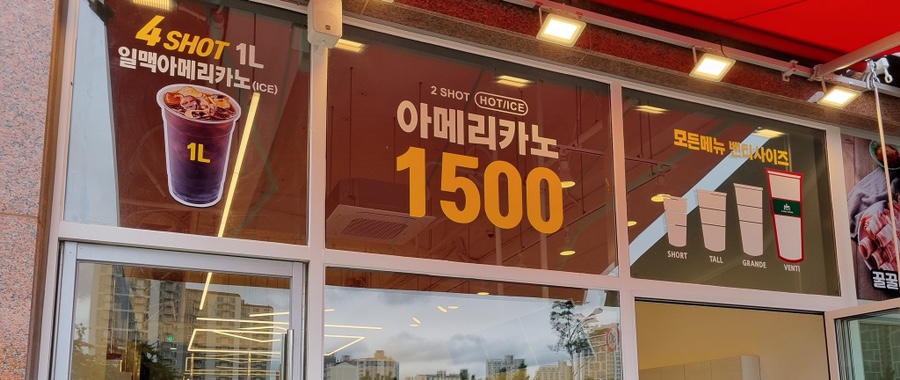 4 SHOT 1L
일맥아메리카노(ICE)
1L
2 SHOT HOT/ICE
아메리카노
1500
모든메뉴 벤티사이즈
SHORT
TALL
GRANDE
VENTI
꿀꿀